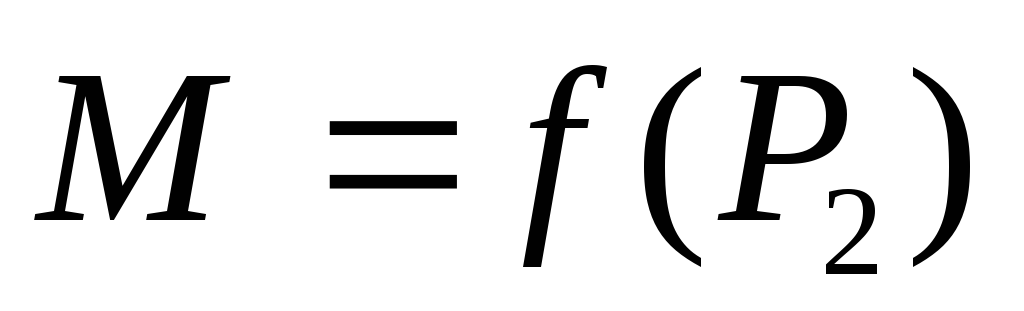 M = f(P₂)